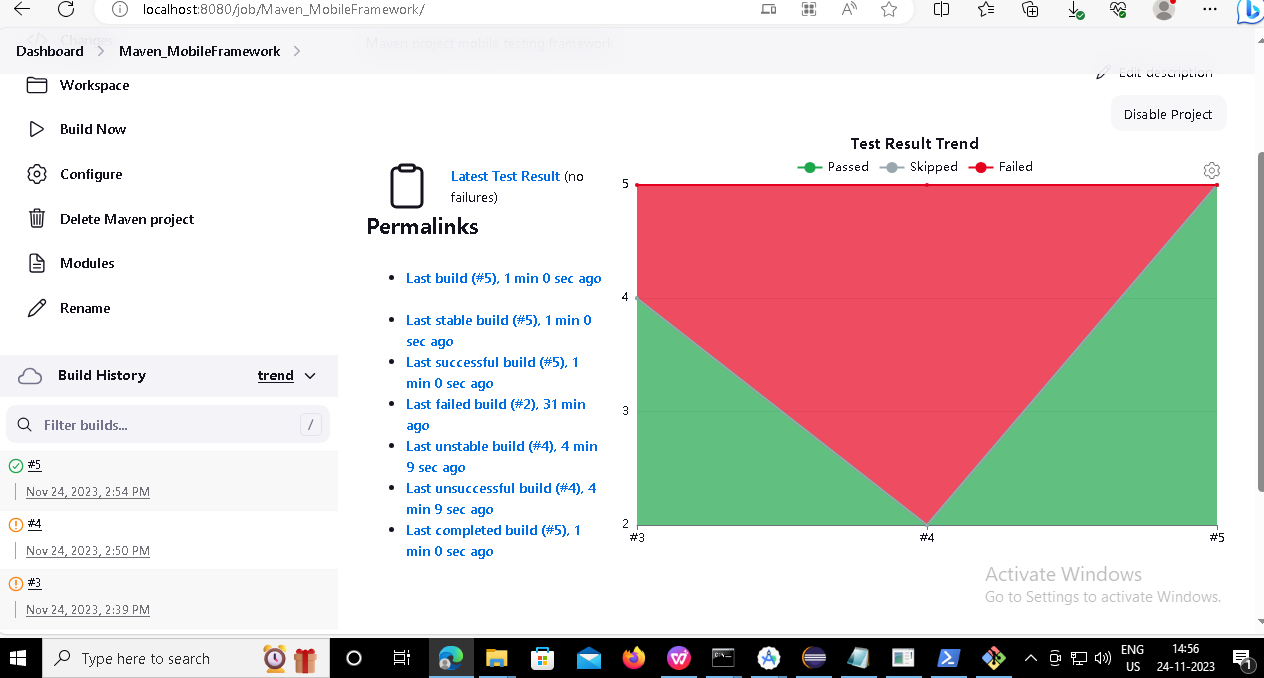 localhost:8080/job/Maven_MobileFramework/
Changes
Dashboard
Maven_MobileFramework
Maven project mobile testing framework
Edit description
Workspace
Build Now
Configure
Delete Maven project
Modules
Rename
Build History
trend
Filter builds...
/
#5
Nov 24, 2023, 2:54 PM
#4
Nov 24, 2023, 2:50 PM
#3
Nov 24, 2023, 2:39 PM
Disable Project
Latest Test Result (no
failures)
Permalinks
Last build (#5), 1 min 0 sec ago
Last stable build (#5), 1 min 0
sec ago
Last successful build (#5), 1
min 0 sec ago
Last failed build (#2), 31 min
ago
Last unstable build (#4), 4 min
9 sec ago
Last unsuccessful build (#4), 4
min 9 sec ago
Last completed build (#5), 1
min 0 sec ago
Test Result Trend
Passed Skipped Failed
5
4
3
2
#3 #4 #5
Activate Windows
Go to Settings to activate Windows.
Type here to search
ENG
US
14:56
24-11-2023
1